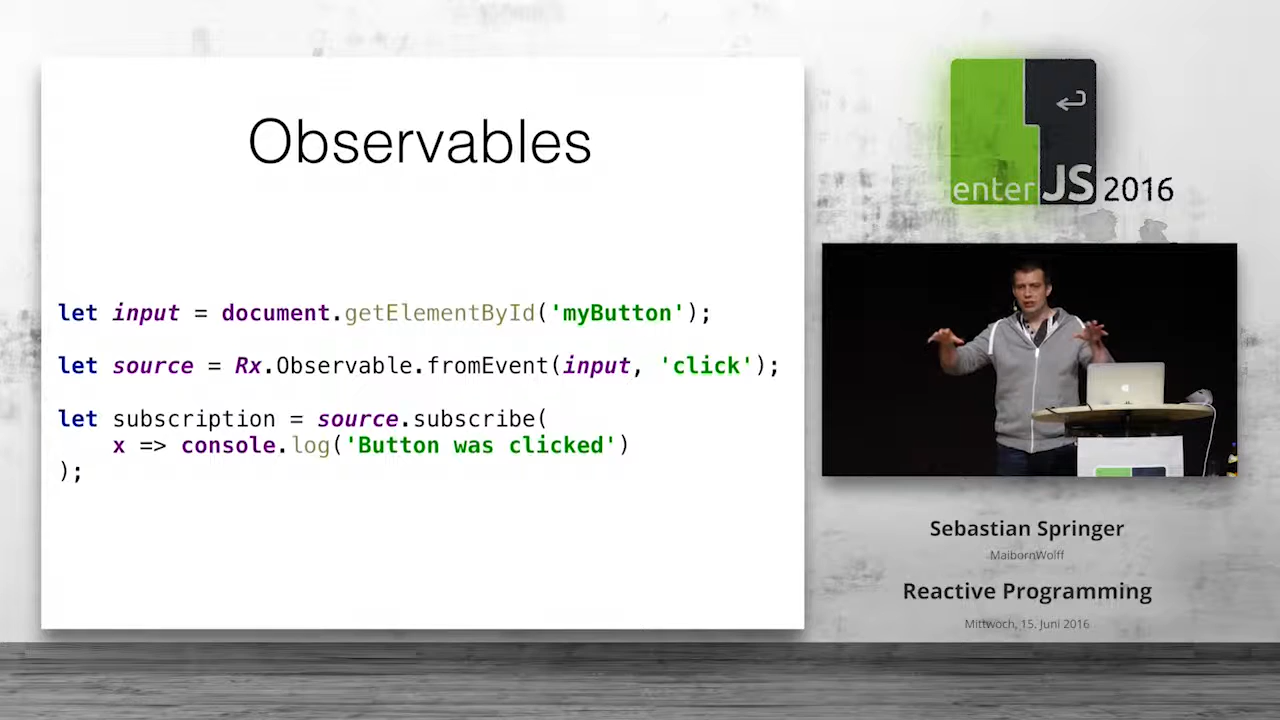 Observables
let input = document.getElementById('myButton');
let source = Rx.Observable.fromEvent(input, 'click');
let subscription = source.subscribe(
    x => console.log('Button was clicked')
);
enterJS 2016
Sebastian Springer
MaibornWolff
Reactive Programming
Mittwoch, 15. Juni 2016